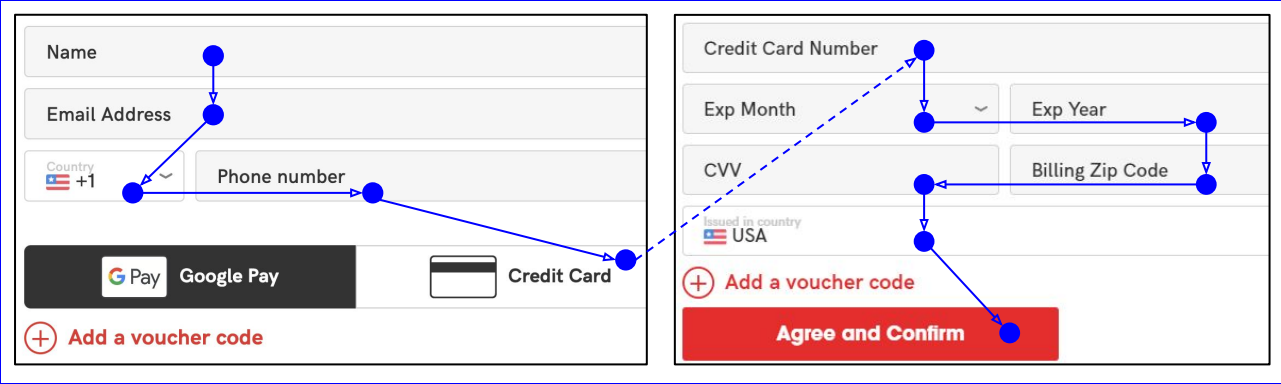 Name
Email Address
Country
+1
Phone number
G Pay Google Pay
Credit Card
Add a voucher code
Credit Card Number
Exp Month
Exp Year
CVV
Billing Zip Code
Issued in country
USA
Add a voucher code
Agree and Confirm